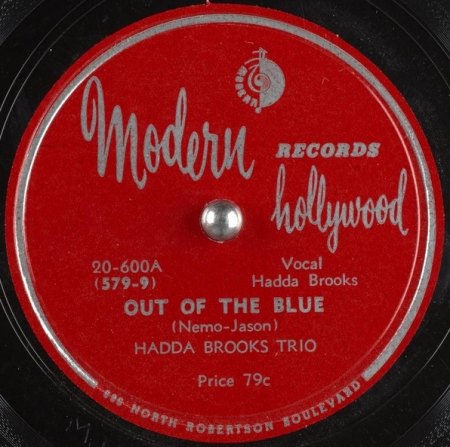 Modern
RECORDS
hollywood
20-600A
(579-9)
Vocal
Hadda Brooks
OUT OF THE BLUE
(Nemo-Jason)
HADDA BROOKS TRIO
Price 79c
NORTH ROBERTSON BOULEVARD